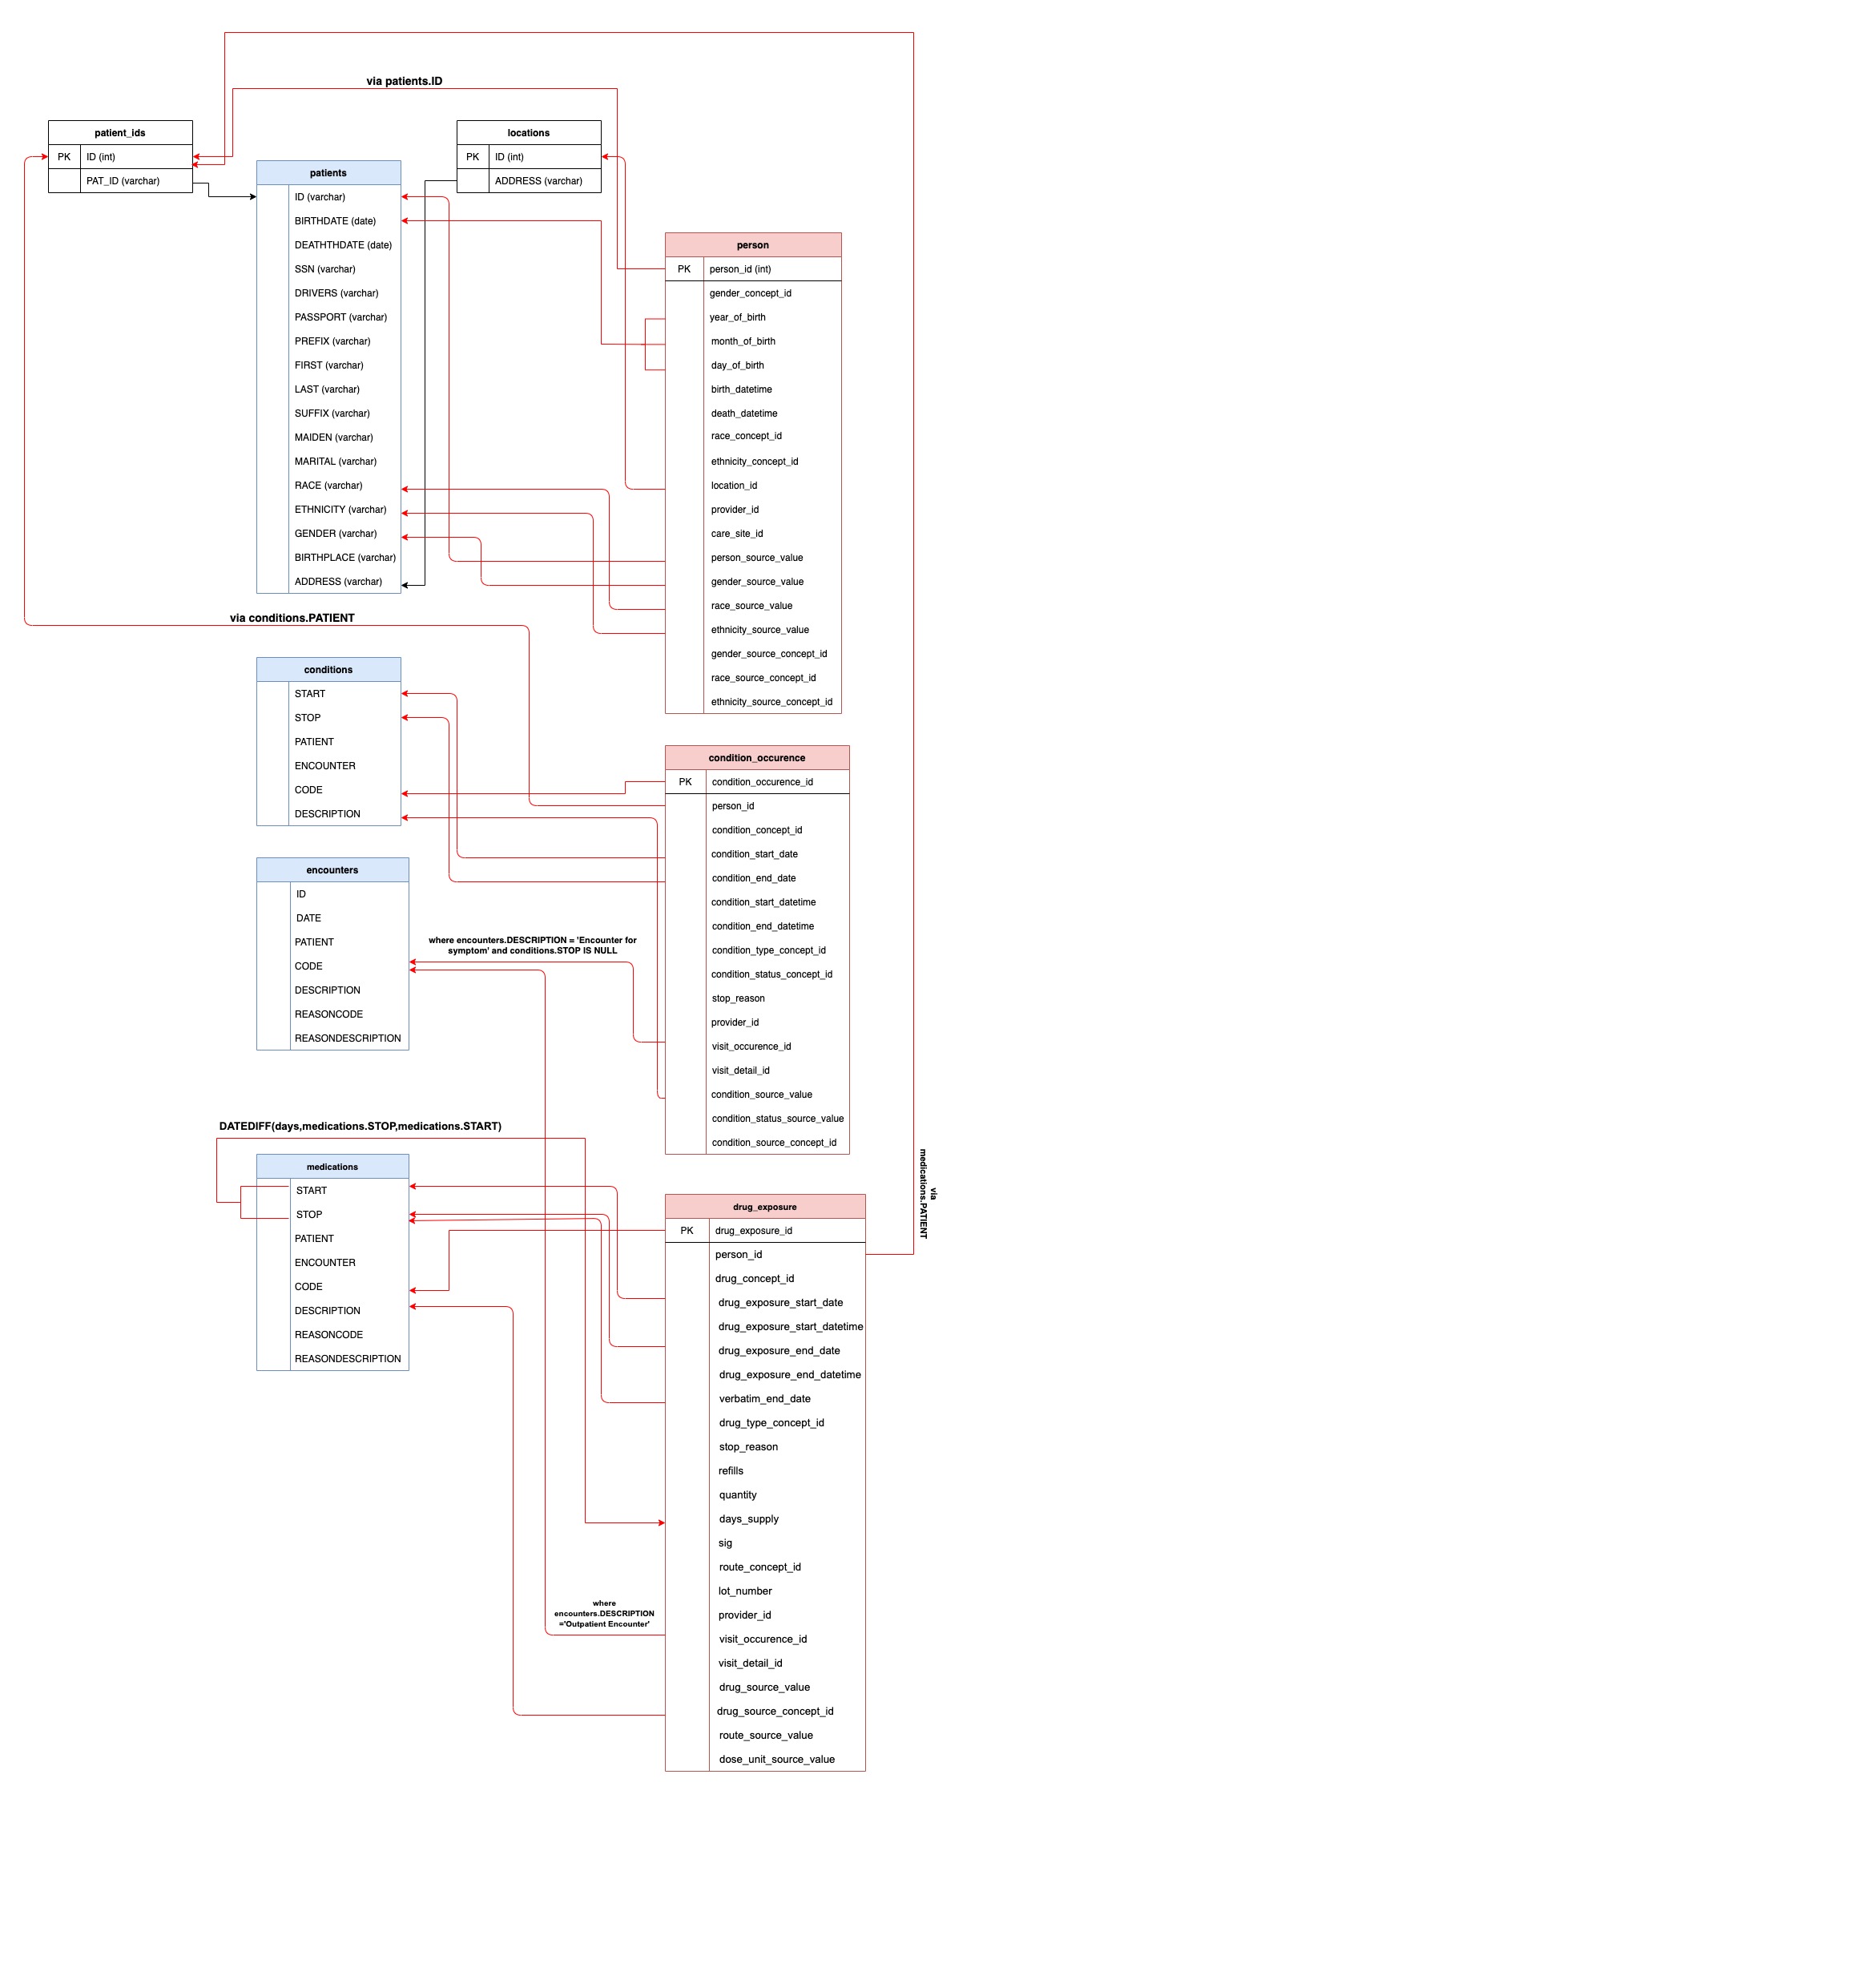 via patients.ID
patient_ids
PK ID (int)
PAT_ID (varchar)
locations
PK ID (int)
ADDRESS (varchar)
patients
ID (varchar)
BIRTHDATE (date)
DEATHTHDATE (date)
SSN (varchar)
DRIVERS (varchar)
PASSPORT (varchar)
PREFIX (varchar)
FIRST (varchar)
LAST (varchar)
SUFFIX (varchar)
MAIDEN (varchar)
MARITAL (varchar)
RACE (varchar)
ETHNICITY (varchar)
GENDER (varchar)
BIRTHPLACE (varchar)
ADDRESS (varchar)
person
PK person_id (int)
gender_concept_id
year_of_birth
month_of_birth
day_of_birth
birth_datetime
death_datetime
race_concept_id
ethnicity_concept_id
location_id
provider_id
care_site_id
person_source_value
gender_source_value
race_source_value
ethnicity_source_value
gender_source_concept_id
race_source_concept_id
ethnicity_source_concept_id
via conditions.PATIENT
conditions
START
STOP
PATIENT
ENCOUNTER
CODE
DESCRIPTION
condition_occurence
PK condition_occurence_id
person_id
condition_concept_id
condition_start_date
condition_end_date
condition_start_datetime
condition_end_datetime
condition_type_concept_id
condition_status_concept_id
stop_reason
provider_id
visit_occurence_id
visit_detail_id
condition_source_value
condition_status_source_value
condition_source_concept_id
encounters
ID
DATE
PATIENT
CODE
DESCRIPTION
REASONCODE
REASONDESCRIPTION
where encounters.DESCRIPTION = 'Encounter for
symptom' and conditions.STOP IS NULL
DATEDIFF(days,medications.STOP,medications.START)
medications
START
STOP
PATIENT
ENCOUNTER
CODE
DESCRIPTION
REASONCODE
REASONDESCRIPTION
via
medications.PATIENT
drug_exposure
PK drug_exposure_id
person_id
drug_concept_id
drug_exposure_start_date
drug_exposure_start_datetime
drug_exposure_end_date
drug_exposure_end_datetime
verbatim_end_date
drug_type_concept_id
stop_reason
refills
quantity
days_supply
sig
route_concept_id
lot_number
provider_id
visit_occurence_id
visit_detail_id
drug_source_value
drug_source_concept_id
route_source_value
dose_unit_source_value
where
encounters.DESCRIPTION
='Outpatient Encounter'